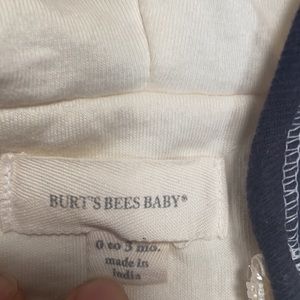 BURT'S BEES BABY®
0 to 3 mo.
made in
india